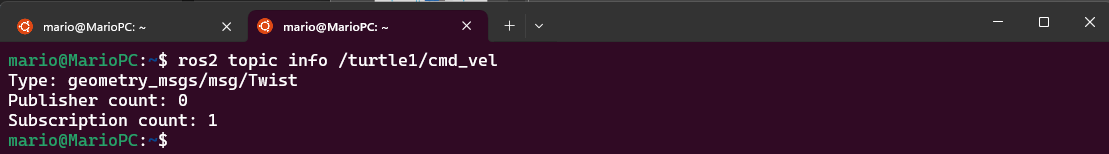 mario@MarioPC: ~
mario@MarioPC: ~
mario@MarioPC:~$ ros2 topic info /turtle1/cmd_vel
Type: geometry_msgs/msg/Twist
Publisher count: 0
Subscription count: 1
mario@MarioPC:~$